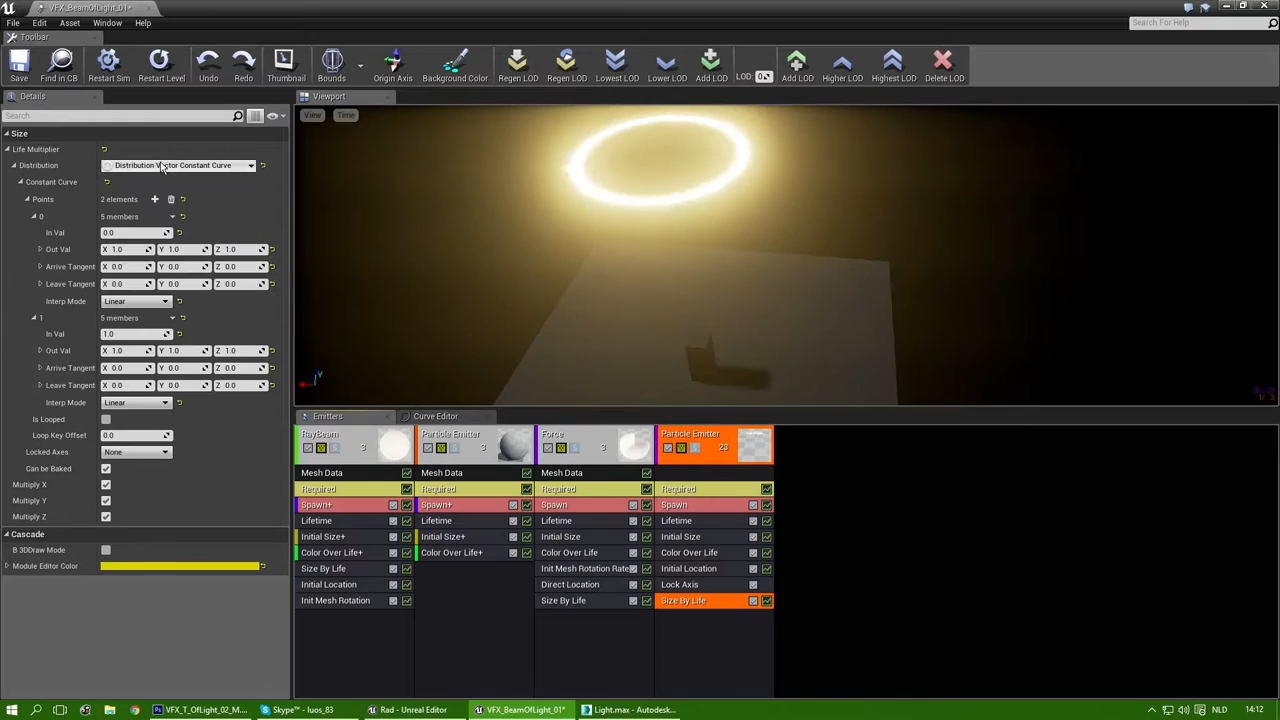 VFX_BeamOfLight_01*
File Edit Asset Window Help
Search For Help
Toolbar
Save Find in CB Restart Sim Restart Level Undo Redo Thumbnail Bounds Origin Axis Background Color Regen LOD Regen LOD Lowest LOD Lower LOD Add LOD LOD: 0 Add LOD Higher LOD Highest LOD Delete LOD
Details
Viewport
Search
View Time
Size
Life Multiplier
Distribution Distribution Vector Constant Curve
Constant Curve
Points 2 elements
0 5 members
In Val 0.0
Out Val X 1.0 Y 1.0 Z 1.0
Arrive Tangent X 0.0 Y 0.0 Z 0.0
Leave Tangent X 0.0 Y 0.0 Z 0.0
Interp Mode Linear
1 5 members
In Val 1.0
Out Val X 1.0 Y 1.0 Z 1.0
Arrive Tangent X 0.0 Y 0.0 Z 0.0
Leave Tangent X 0.0 Y 0.0 Z 0.0
Interp Mode Linear
Is Looped
Loop Key Offset 0.0
Locked Axes None
Can be Baked
Multiply X
Multiply Y
Multiply Z
Cascade
B 3DDraw Mode
Module Editor Color
Y
Emitters Curve Editor
RayBeam 3 Particle Emitter 3 Force 3 Particle Emitter 23
Mesh Data Mesh Data Mesh Data
Required Required Required Required
Spawn+ Spawn+ Spawn Spawn
Lifetime Lifetime Lifetime Lifetime
Initial Size+ Initial Size+ Initial Size Initial Size
Color Over Life+ Color Over Life+ Color Over Life Color Over Life
Size By Life Init Mesh Rotation Rate Initial Location
Initial Location Direct Location Lock Axis
Init Mesh Rotation Size By Life Size By Life
VFX_T_OfLight_02_M... Skype™ - luos_83 Rad - Unreal Editor VFX_BeamOfLight_01* Light.max - Autodesk... NLD 14:12